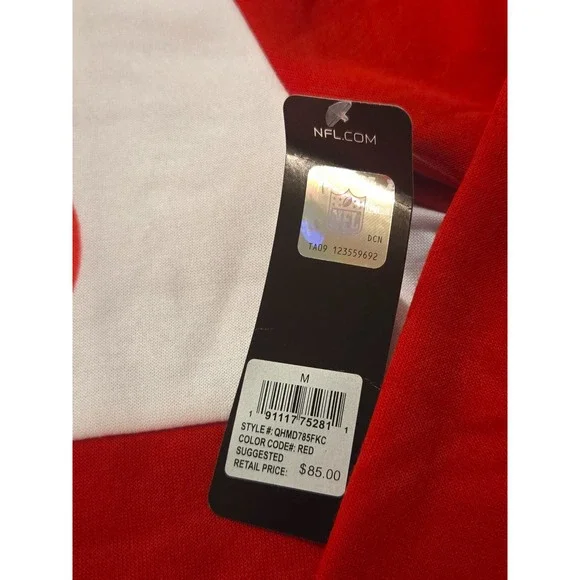 NFL.COM
NFL
DCN
TA09 123559692
M
1 91117 75281 1
STYLE #: QHMD785FKC
COLOR CODE#: RED
SUGGESTED
RETAIL PRICE: $85.00